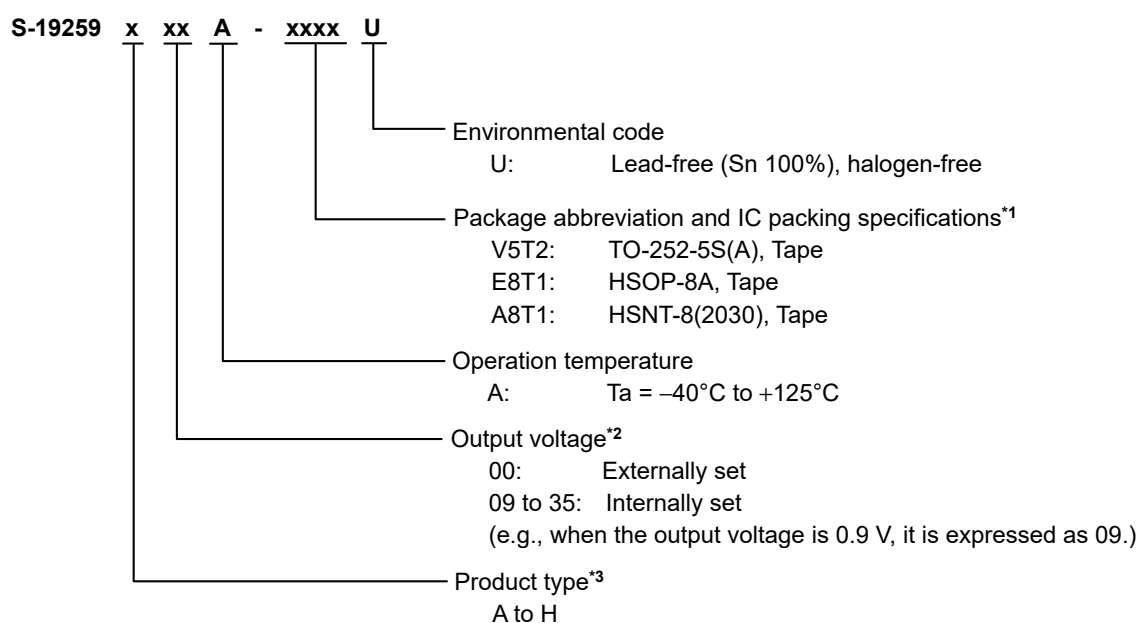 S-19259 x xx A - xxxx U
Environmental code
U: Lead-free (Sn 100%), halogen-free
Package abbreviation and IC packing specifications*1
V5T2: TO-252-5S(A), Tape
E8T1: HSOP-8A, Tape
A8T1: HSNT-8(2030), Tape
Operation temperature
A: Ta = −40°C to +125°C
Output voltage*2
00: Externally set
09 to 35: Internally set
(e.g., when the output voltage is 0.9 V, it is expressed as 09.)
Product type*3
A to H